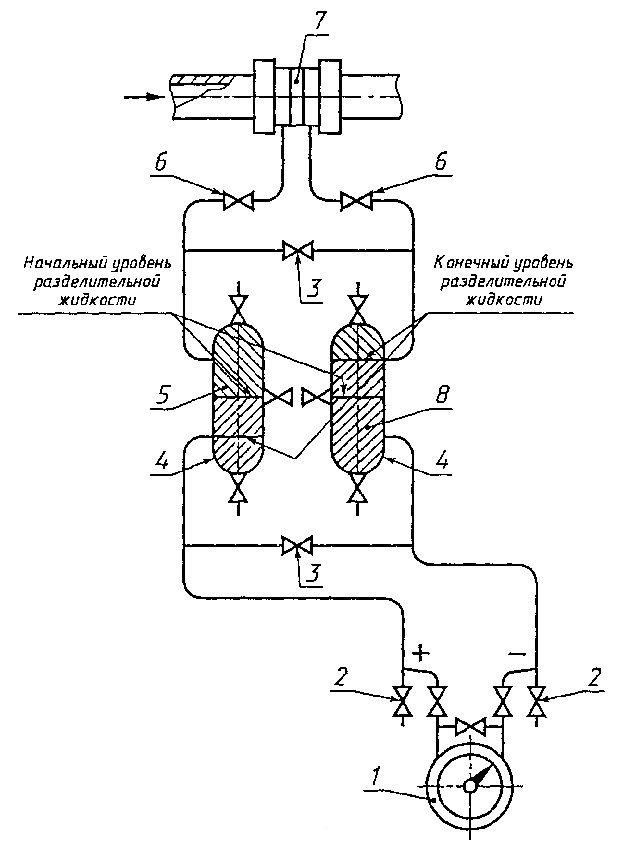 7
6
6
Начальный уровень
разделительной
жидкости
3
Конечный уровень
разделительной
жидкости
5
8
4
4
3
+
−
2
2
1